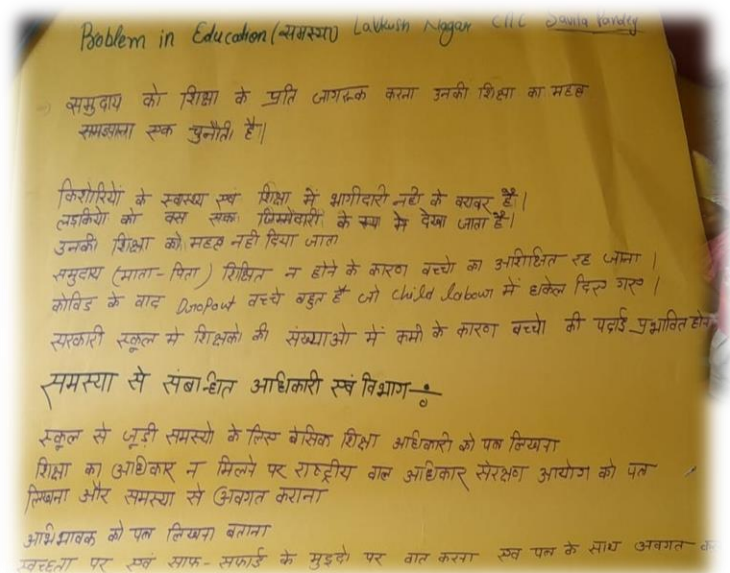 Problem in Education (समस्या) Lavkush Nagar CHC Savita Pandey
समुदाय को शिक्षा के प्रति जागरूक करना उनकी शिक्षा का महत्व
समझाना एक चुनौती है|
किशोरियों के स्वास्थ्य एवं शिक्षा में भागीदारी नहीं के बराबर है|
लड़कियो को बस एक जिम्मेवारी के रूप मे देखा जाता है|
उनकी शिक्षा को महत्व नही दिया जाता
समुदाय (माता-पिता) शिक्षित न होने के कारण बच्चो का अशिक्षित रह जाना |
कोविड के बाद Dropout बच्चे बहुत हैं जो child labour में धकेल दिए गए |
सरकारी स्कूल मे शिक्षको की संख्याओ में कमी के कारण बच्चो की पढाई प्रभावित होन
समस्या से संबान्धित आधिकारी एवं विभाग ÷
स्कूल से जूड़ी समस्यो के लिए बेसिक शिक्षा अधिकारी को पत्र लिखना
शिक्षा का अधिकार न मिलने पर राष्ट्रीय बाल अधिकार संरक्षण आयोग को पत्र
लिखना और समस्या से अवगत कराना
अभिभावक को पत्र लिखना बताना
स्वच्छता पर एवं साफ-सफाई के मुद्दो पर बात करना एवं पत्र के साथ अवगत